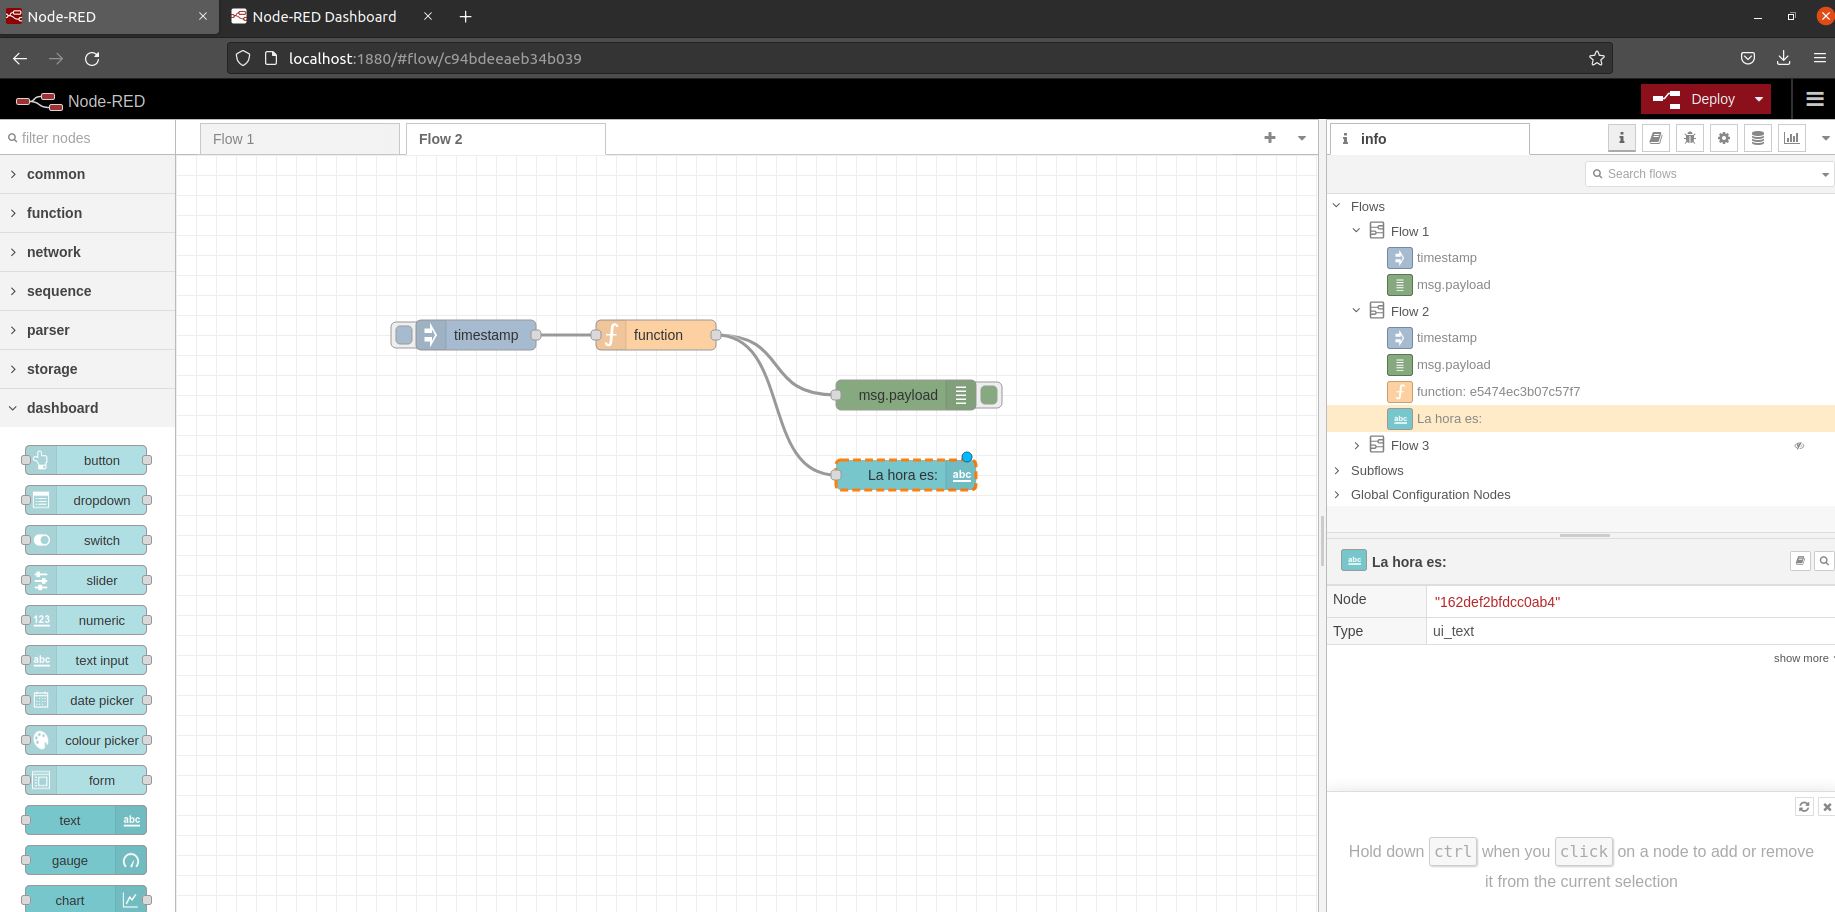 Node-RED
Node-RED Dashboard
localhost:1880/#flow/c94bdeeaeb34b039
Node-RED
Deploy
filter nodes
Flow 1
Flow 2
info
Search flows
common
function
network
sequence
parser
storage
dashboard
button
dropdown
switch
slider
123
numeric
abc
text input
date picker
colour picker
form
text
abc
gauge
chart
timestamp
function
msg.payload
La hora es:
abc
Flows
Flow 1
timestamp
msg.payload
Flow 2
timestamp
msg.payload
function: e5474ec3b07c57f7
abc
La hora es:
Flow 3
Subflows
Global Configuration Nodes
abc
La hora es:
Node
"162def2bfdcc0ab4"
Type
ui_text
show more
Hold down ctrl when you click on a node to add or remove
it from the current selection